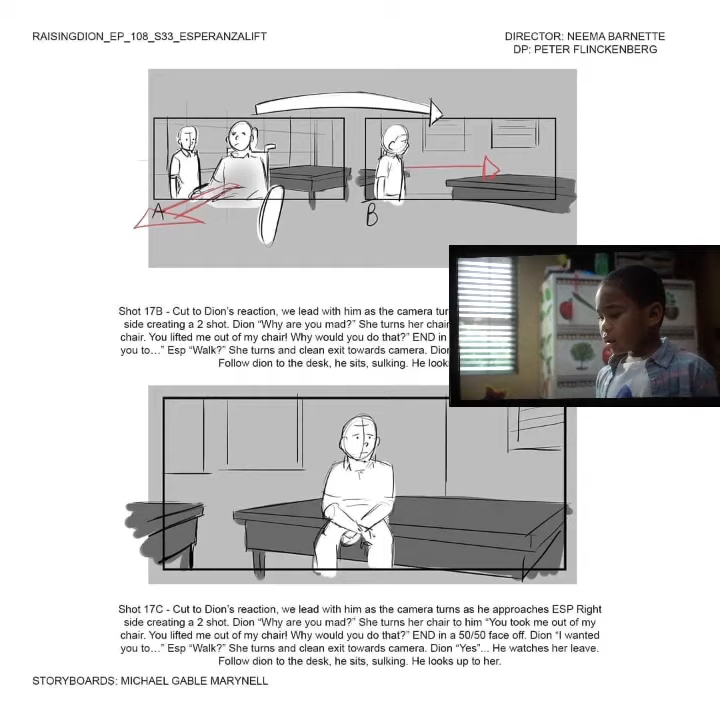 RAISINGDION_EP_108_S33_ESPERANZALIFT
DIRECTOR: NEEMA BARNETTE
DP: PETER FLINCKENBERG
A
B
Shot 17B - Cut to Dion's reaction, we lead with him as the camera
side creating a 2 shot. Dion "Why are you mad?" She turns her chair
chair. You lifted me out of my chair! Why would you do that?" END in
you to…" Esp "Walk?" She turns and clean exit towards camera.
Follow dion to the desk, he sits, sulking. He
Shot 17C - Cut to Dion's reaction, we lead with him as the camera turns as he approaches ESP Right
side creating a 2 shot. Dion "Why are you mad?" She turns her chair to him "You took me out of my
chair. You lifted me out of my chair! Why would you do that?" END in a 50/50 face off. Dion "I wanted
you to…" Esp "Walk?" She turns and clean exit towards camera. Dion "Yes"... He watches her leave.
Follow dion to the desk, he sits, sulking. He looks up to her.
STORYBOARDS: MICHAEL GABLE MARYNELL